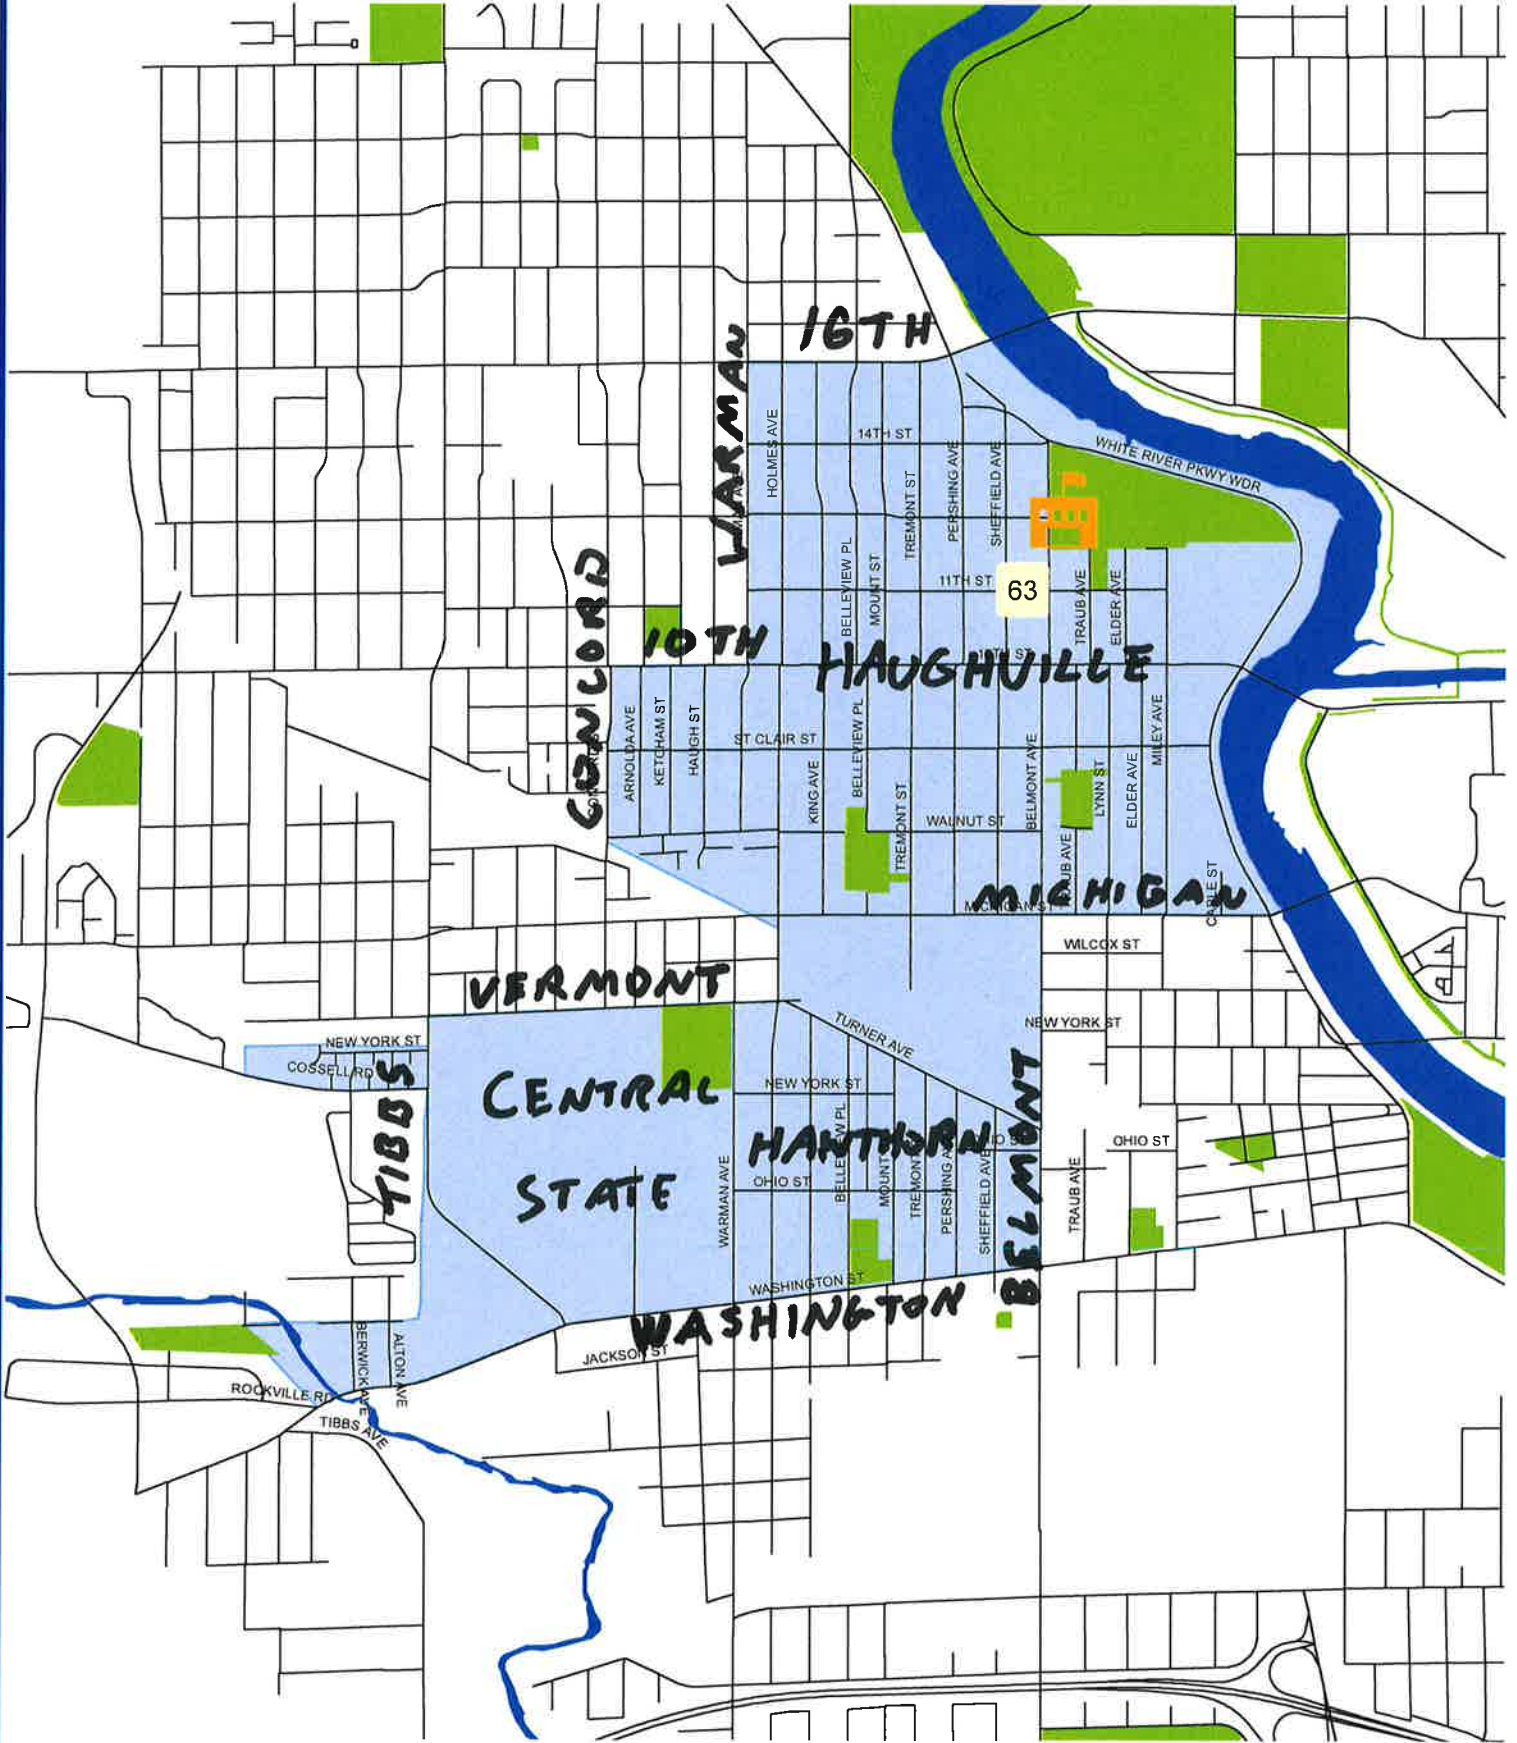 16TH
WARMAN
HOLMES AVE
14TH ST
WHITE RIVER PKWY WDR
PERSHING AVE
SHEFFIELD AVE
TREMONT ST
BELLEVIEW PL
MOUNT ST
11TH ST
63
TRAUB AVE
ELDER AVE
CONCORD
10TH
HAUGHVILLE
ARNOLDA AVE
KETCHAM ST
HAUGH ST
ST CLAIR ST
KING AVE
BELLEVIEW PL
TREMONT ST
WALNUT ST
BELMONT AVE
LYNN ST
ELDER AVE
MILEY AVE
MICHIGAN
CABLE ST
WILCOX ST
VERMONT
TURNER AVE
NEW YORK ST
NEW YORK ST
COSSELL RD
TIBBS
CENTRAL
STATE
NEW YORK ST
HAWTHORN
BELMONT
OHIO ST
OHIO ST
WARMAN AVE
MOUNT
TREMONT
PERSHING A
SHEFFIELD AVE
TRAUB AVE
WASHINGTON ST
WASHINGTON
JACKSON ST
BERWICK AVE
ALTON AVE
ROCKVILLE RD
TIBBS AVE